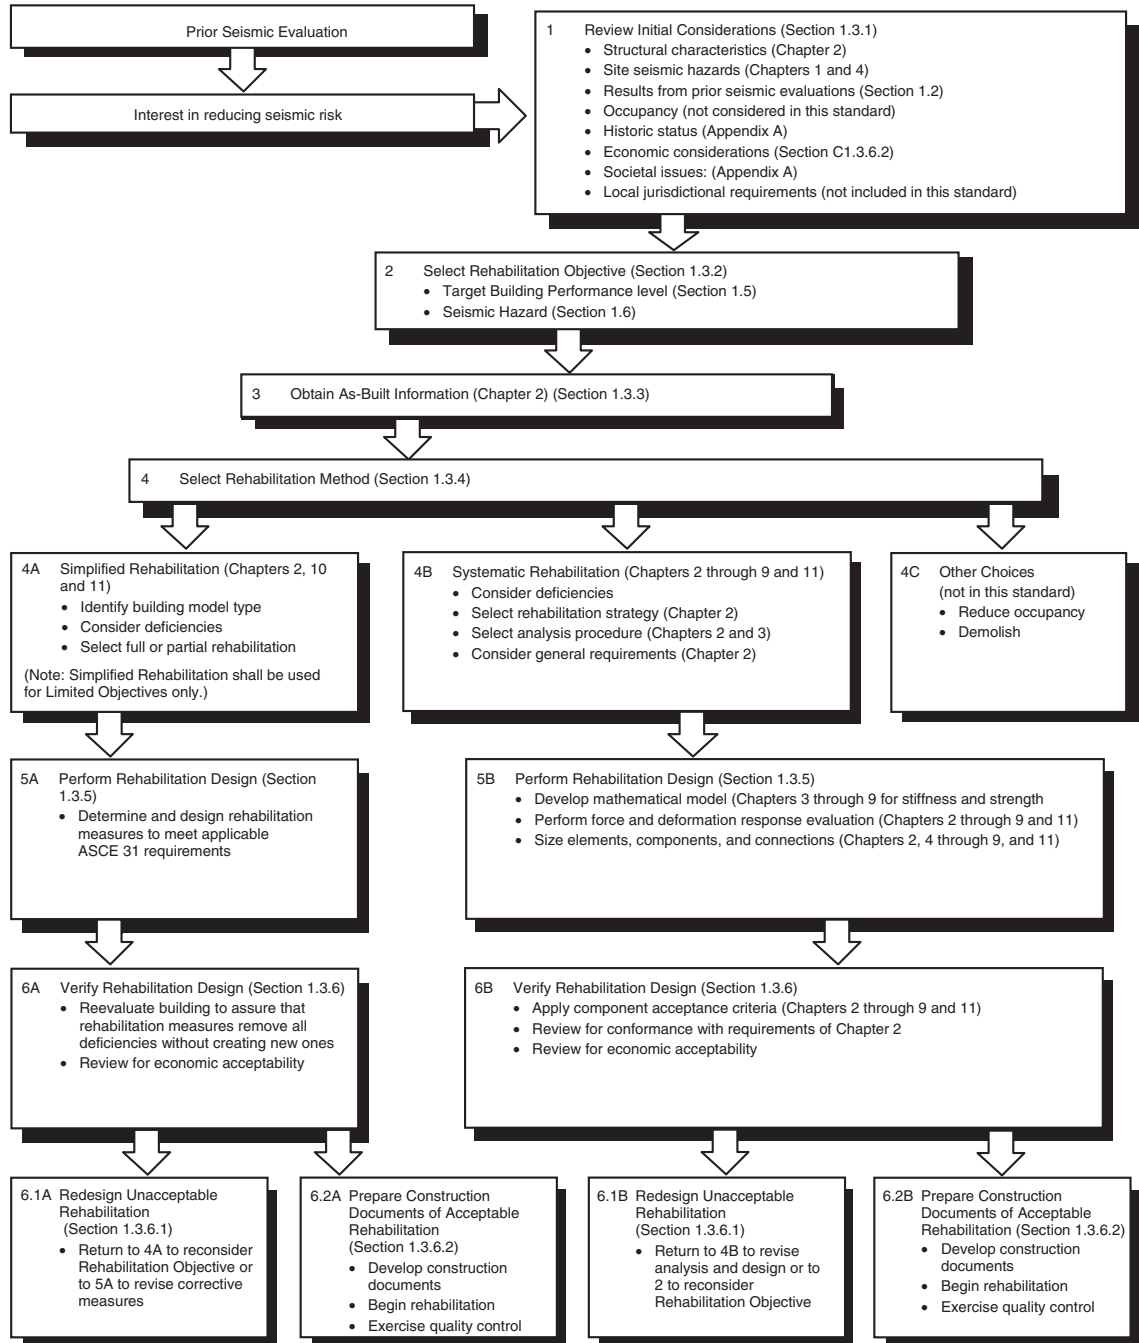 Prior Seismic Evaluation
Interest in reducing seismic risk
1 Review Initial Considerations (Section 1.3.1)
• Structural characteristics (Chapter 2)
• Site seismic hazards (Chapters 1 and 4)
• Results from prior seismic evaluations (Section 1.2)
• Occupancy (not considered in this standard)
• Historic status (Appendix A)
• Economic considerations (Section C1.3.6.2)
• Societal issues: (Appendix A)
• Local jurisdictional requirements (not included in this standard)
2 Select Rehabilitation Objective (Section 1.3.2)
• Target Building Performance level (Section 1.5)
• Seismic Hazard (Section 1.6)
3 Obtain As-Built Information (Chapter 2) (Section 1.3.3)
4 Select Rehabilitation Method (Section 1.3.4)
4A Simplified Rehabilitation (Chapters 2, 10
and 11)
• Identify building model type
• Consider deficiencies
• Select full or partial rehabilitation
(Note: Simplified Rehabilitation shall be used
for Limited Objectives only.)
4B Systematic Rehabilitation (Chapters 2 through 9 and 11)
• Consider deficiencies
• Select rehabilitation strategy (Chapter 2)
• Select analysis procedure (Chapters 2 and 3)
• Consider general requirements (Chapter 2)
4C Other Choices
(not in this standard)
• Reduce occupancy
• Demolish
5A Perform Rehabilitation Design (Section
1.3.5)
• Determine and design rehabilitation
measures to meet applicable
ASCE 31 requirements
5B Perform Rehabilitation Design (Section 1.3.5)
• Develop mathematical model (Chapters 3 through 9 for stiffness and strength
• Perform force and deformation response evaluation (Chapters 2 through 9 and 11)
• Size elements, components, and connections (Chapters 2, 4 through 9, and 11)
6A Verify Rehabilitation Design (Section 1.3.6)
• Reevaluate building to assure that
rehabilitation measures remove all
deficiencies without creating new ones
• Review for economic acceptability
6B Verify Rehabilitation Design (Section 1.3.6)
• Apply component acceptance criteria (Chapters 2 through 9 and 11)
• Review for conformance with requirements of Chapter 2
• Review for economic acceptability
6.1A Redesign Unacceptable
Rehabilitation
(Section 1.3.6.1)
• Return to 4A to reconsider
Rehabilitation Objective or
to 5A to revise corrective
measures
6.2A Prepare Construction
Documents of Acceptable
Rehabilitation
(Section 1.3.6.2)
• Develop construction
documents
• Begin rehabilitation
• Exercise quality control
6.1B Redesign Unacceptable
Rehabilitation
(Section 1.3.6.1)
• Return to 4B to revise
analysis and design or to
2 to reconsider
Rehabilitation Objective
6.2B Prepare Construction
Documents of Acceptable
Rehabilitation (Section 1.3.6.2)
• Develop construction
documents
• Begin rehabilitation
• Exercise quality control